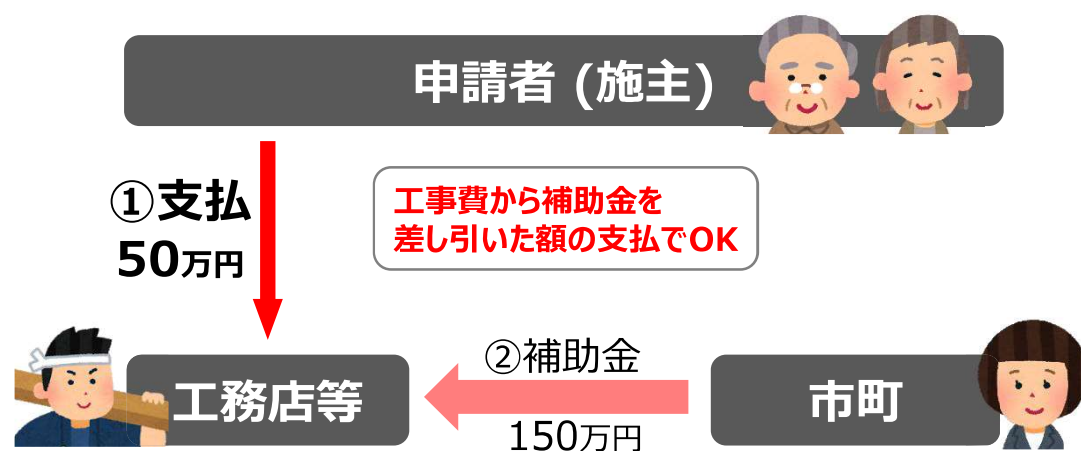 申請者 (施主)
①支払
50万円
工事費から補助金を
差し引いた額の支払でOK
②補助金
工務店等
市町
150万円